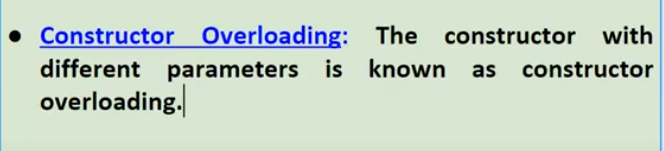 ● Constructor Overloading: The constructor with
different parameters is known as constructor
overloading.